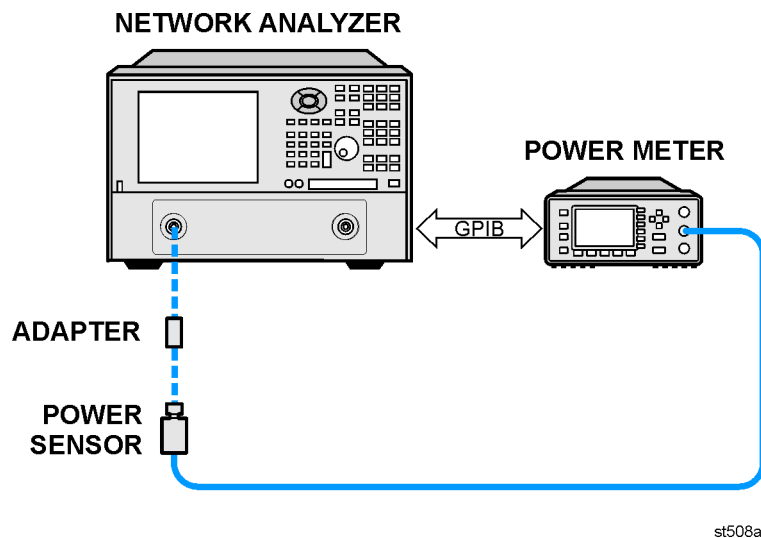 NETWORK ANALYZER
POWER METER
GPIB
ADAPTER
POWER
SENSOR
st508a